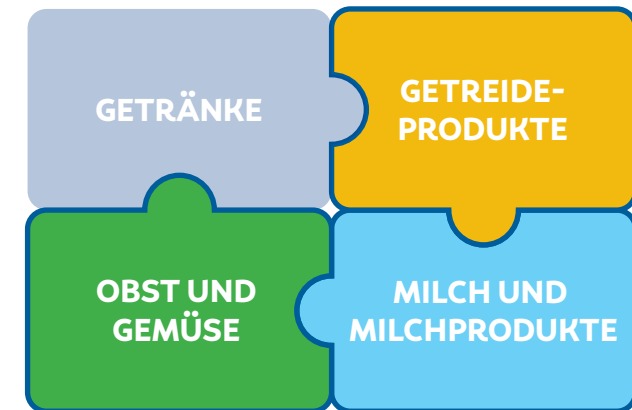 GETRÄNKE
GETREIDE-
PRODUKTE
OBST UND
GEMÜSE
MILCH UND
MILCHPRODUKTE